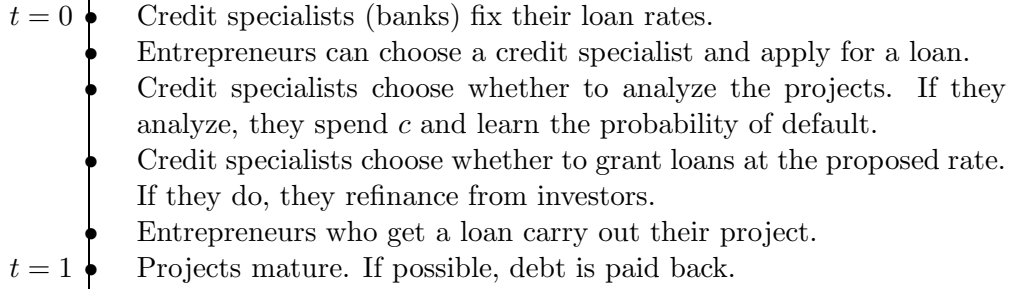 t = 0 Credit specialists (banks) fix their loan rates.
Entrepreneurs can choose a credit specialist and apply for a loan.
Credit specialists choose whether to analyze the projects. If they
analyze, they spend c and learn the probability of default.
Credit specialists choose whether to grant loans at the proposed rate.
If they do, they refinance from investors.
Entrepreneurs who get a loan carry out their project.
t = 1 Projects mature. If possible, debt is paid back.